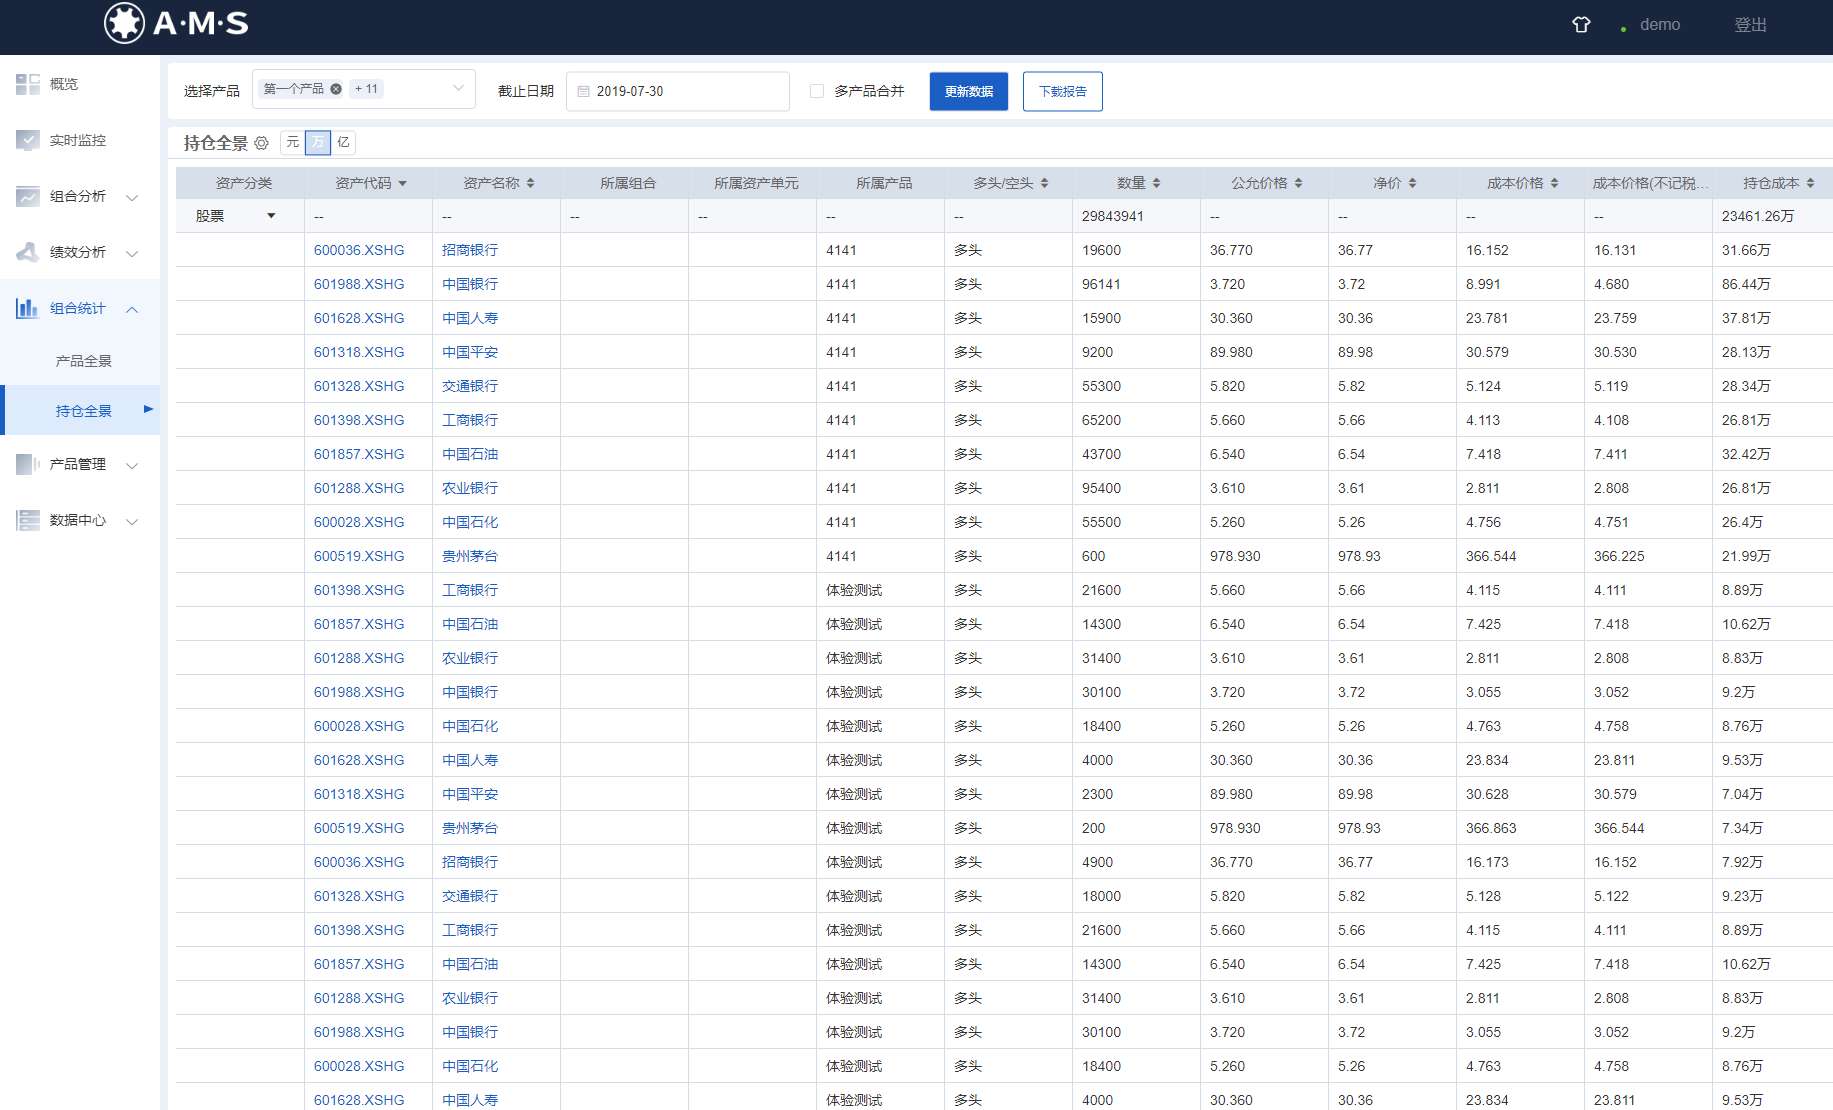 A·M·S
demo 登出
概览
实时监控
组合分析
绩效分析
组合统计
产品全景
持仓全景
产品管理
数据中心
选择产品 第一个产品 + 11 截止日期 2019-07-30 多产品合并 更新数据 下载报告
持仓全景 元 万 亿
资产分类 资产代码 资产名称 所属组合 所属资产单元 所属产品 多头/空头 数量 公允价格 净价 成本价格 成本价格(不记税... 持仓成本
股票 -- -- -- -- -- -- 29843941 -- -- -- -- 23461.26万
600036.XSHG 招商银行 4141 多头 19600 36.770 36.77 16.152 16.131 31.66万
601988.XSHG 中国银行 4141 多头 96141 3.720 3.72 8.991 4.680 86.44万
601628.XSHG 中国人寿 4141 多头 15900 30.360 30.36 23.781 23.759 37.81万
601318.XSHG 中国平安 4141 多头 9200 89.980 89.98 30.579 30.530 28.13万
601328.XSHG 交通银行 4141 多头 55300 5.820 5.82 5.124 5.119 28.34万
601398.XSHG 工商银行 4141 多头 65200 5.660 5.66 4.113 4.108 26.81万
601857.XSHG 中国石油 4141 多头 43700 6.540 6.54 7.418 7.411 32.42万
601288.XSHG 农业银行 4141 多头 95400 3.610 3.61 2.811 2.808 26.81万
600028.XSHG 中国石化 4141 多头 55500 5.260 5.26 4.756 4.751 26.4万
600519.XSHG 贵州茅台 4141 多头 600 978.930 978.93 366.544 366.225 21.99万
601398.XSHG 工商银行 体验测试 多头 21600 5.660 5.66 4.115 4.111 8.89万
601857.XSHG 中国石油 体验测试 多头 14300 6.540 6.54 7.425 7.418 10.62万
601288.XSHG 农业银行 体验测试 多头 31400 3.610 3.61 2.811 2.808 8.83万
601988.XSHG 中国银行 体验测试 多头 30100 3.720 3.72 3.055 3.052 9.2万
600028.XSHG 中国石化 体验测试 多头 18400 5.260 5.26 4.763 4.758 8.76万
601628.XSHG 中国人寿 体验测试 多头 4000 30.360 30.36 23.834 23.811 9.53万
601318.XSHG 中国平安 体验测试 多头 2300 89.980 89.98 30.628 30.579 7.04万
600519.XSHG 贵州茅台 体验测试 多头 200 978.930 978.93 366.863 366.544 7.34万
600036.XSHG 招商银行 体验测试 多头 4900 36.770 36.77 16.173 16.152 7.92万
601328.XSHG 交通银行 体验测试 多头 18000 5.820 5.82 5.128 5.122 9.23万
601398.XSHG 工商银行 体验测试 多头 21600 5.660 5.66 4.115 4.111 8.89万
601857.XSHG 中国石油 体验测试 多头 14300 6.540 6.54 7.425 7.418 10.62万
601288.XSHG 农业银行 体验测试 多头 31400 3.610 3.61 2.811 2.808 8.83万
601988.XSHG 中国银行 体验测试 多头 30100 3.720 3.72 3.055 3.052 9.2万
600028.XSHG 中国石化 体验测试 多头 18400 5.260 5.26 4.763 4.758 8.76万
601628.XSHG 中国人寿 体验测试 多头 4000 30.360 30.36 23.834 23.811 9.53万